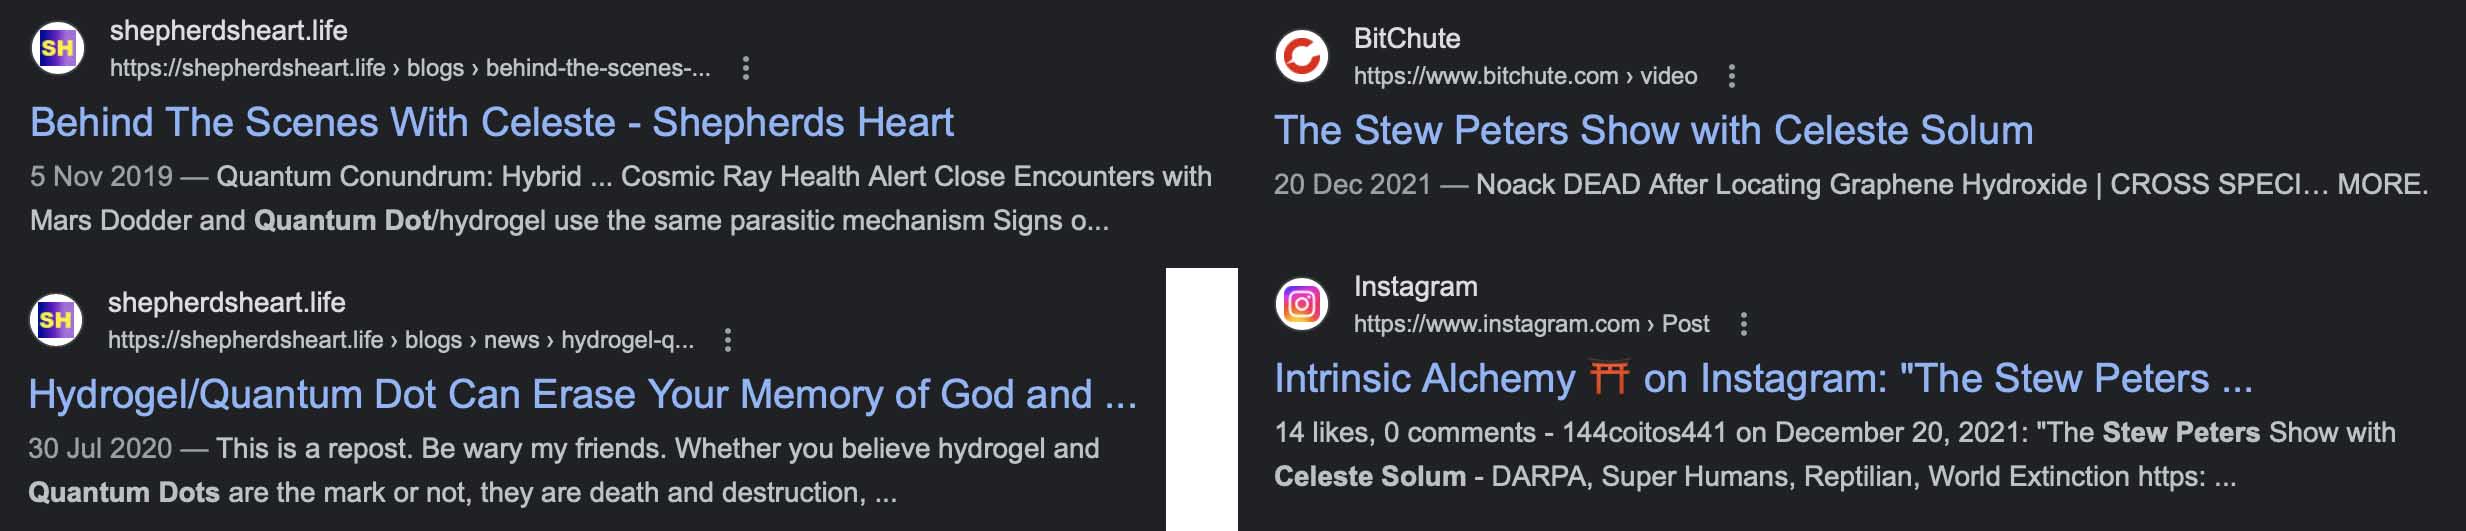 SH
shepherdsheart.life
https://shepherdsheart.life › blogs › behind-the-scenes-...
Behind The Scenes With Celeste - Shepherds Heart
5 Nov 2019 — Quantum Conundrum: Hybrid ... Cosmic Ray Health Alert Close Encounters with
Mars Dodder and Quantum Dot/hydrogel use the same parasitic mechanism Signs o...
SH
shepherdsheart.life
https://shepherdsheart.life › blogs › news › hydrogel-q...
Hydrogel/Quantum Dot Can Erase Your Memory of God and ...
30 Jul 2020 — This is a repost. Be wary my friends. Whether you believe hydrogel and
Quantum Dots are the mark or not, they are death and destruction, ...
BitChute
https://www.bitchute.com › video
The Stew Peters Show with Celeste Solum
20 Dec 2021 — Noack DEAD After Locating Graphene Hydroxide | CROSS SPECI... MORE.
Instagram
https://www.instagram.com › Post
Intrinsic Alchemy ⛩️ on Instagram: "The Stew Peters ...
14 likes, 0 comments - 144coitos441 on December 20, 2021: "The Stew Peters Show with
Celeste Solum - DARPA, Super Humans, Reptilian, World Extinction https: ...